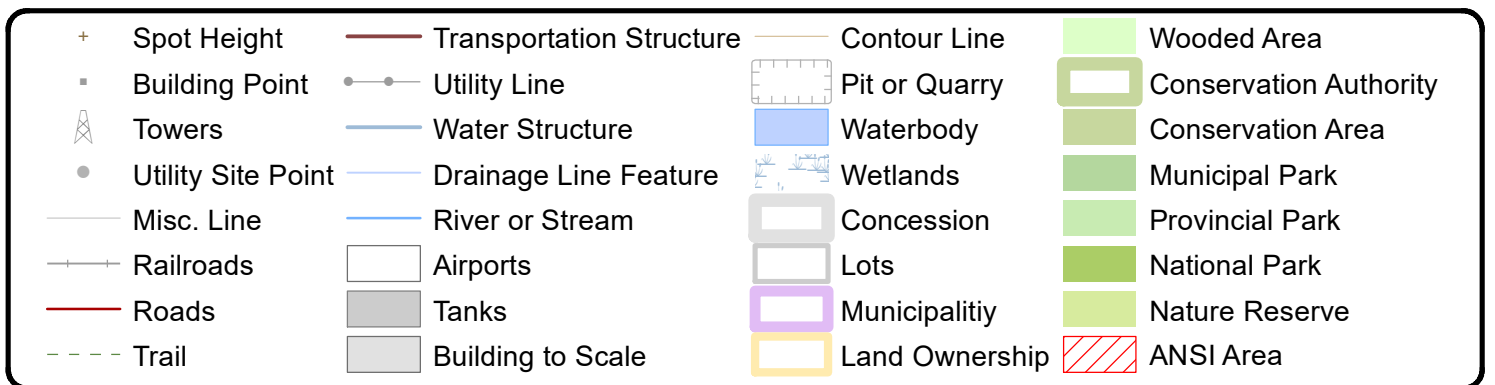 Spot Height
Building Point
Towers
Utility Site Point
Misc. Line
Railroads
Roads
Trail
Transportation Structure
Utility Line
Water Structure
Drainage Line Feature
River or Stream
Airports
Tanks
Building to Scale
Contour Line
Pit or Quarry
Waterbody
Wetlands
Concession
Lots
Municipalitiy
Land Ownership
Wooded Area
Conservation Authority
Conservation Area
Municipal Park
Provincial Park
National Park
Nature Reserve
ANSI Area